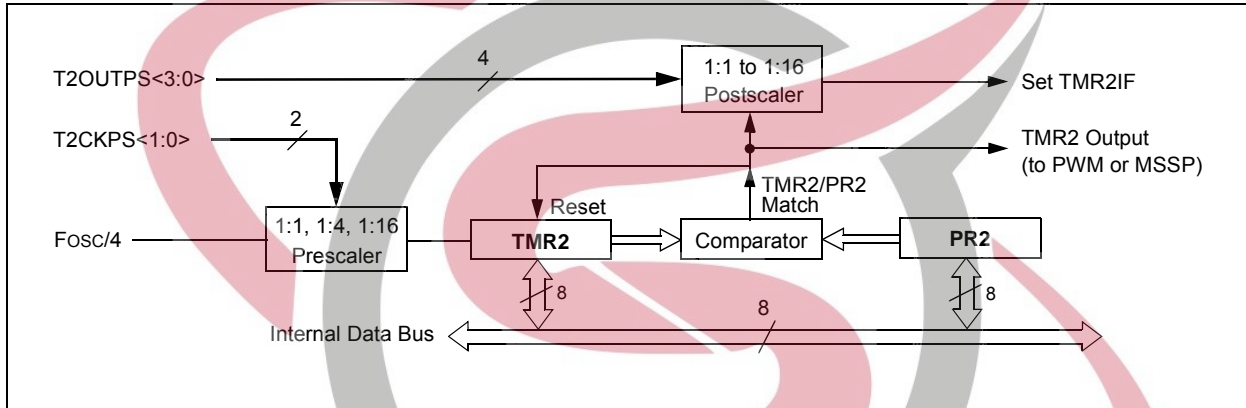 T2OUTPS<3:0>
4
1:1 to 1:16
Postscaler
Set TMR2IF
T2CKPS<1:0>
2
TMR2 Output
(to PWM or MSSP)
TMR2/PR2
Match
Reset
FOSC/4
1:1, 1:4, 1:16
Prescaler
TMR2
Comparator
PR2
8
8
8
Internal Data Bus